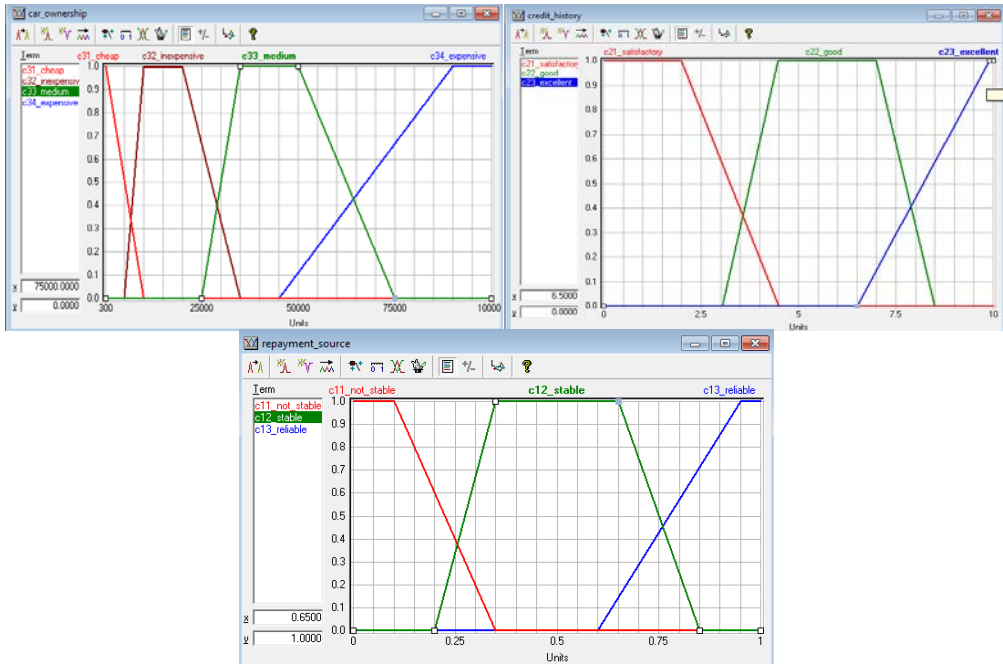 car_ownership
Term
c31_cheap
c32_inexpensive
c33_medium
c34_expensive
c31_cheap
c32_inexpensiv
c33_medium
c34_expensive
1.0
0.9
0.8
0.7
0.6
0.5
0.4
0.3
0.2
0.1
0.0
x 75000.0000
y 0.0000
300
25000
50000
75000
10000
Units
credit_history
Term
c21_satisfactory
c22_good
c23_excellent
c21_satisfactory
c22_good
c23_excellent
1.0
0.9
0.8
0.7
0.6
0.5
0.4
0.3
0.2
0.1
0.0
x 6.5000
y 0.0000
0
2.5
5
7.5
10
Units
repayment_source
Term
c11_not_stable
c12_stable
c13_reliable
c11_not_stable
c12_stable
c13_reliable
1.0
0.9
0.8
0.7
0.6
0.5
0.4
0.3
0.2
0.1
0.0
x 0.6500
y 1.0000
0
0.25
0.5
0.75
1
Units